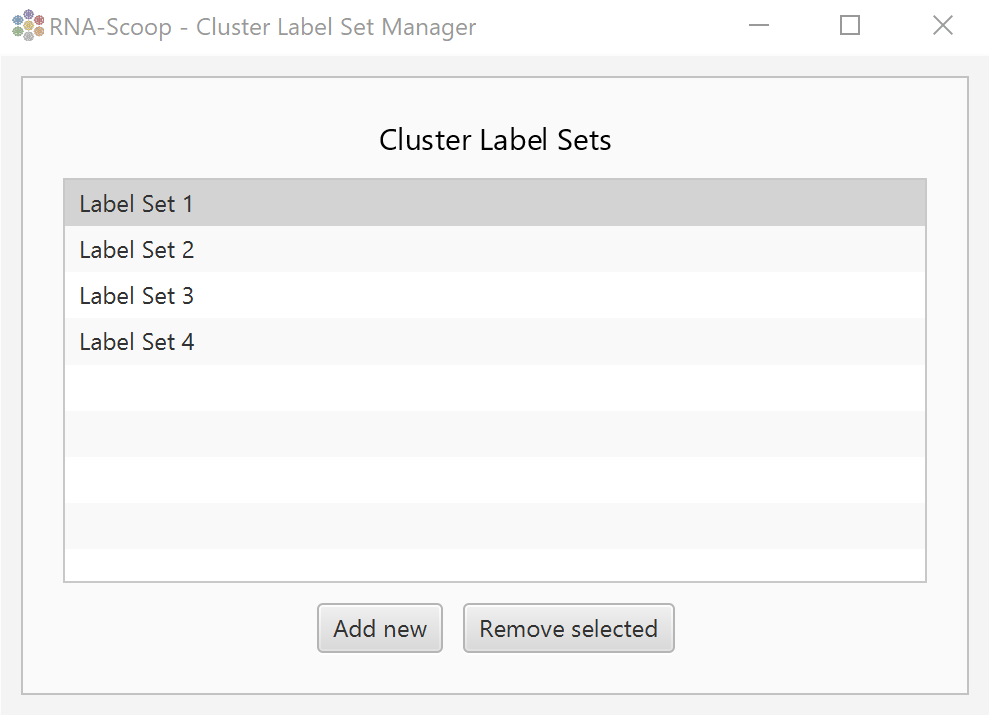 RNA-Scoop - Cluster Label Set Manager
Cluster Label Sets
Label Set 1
Label Set 2
Label Set 3
Label Set 4
Add new
Remove selected